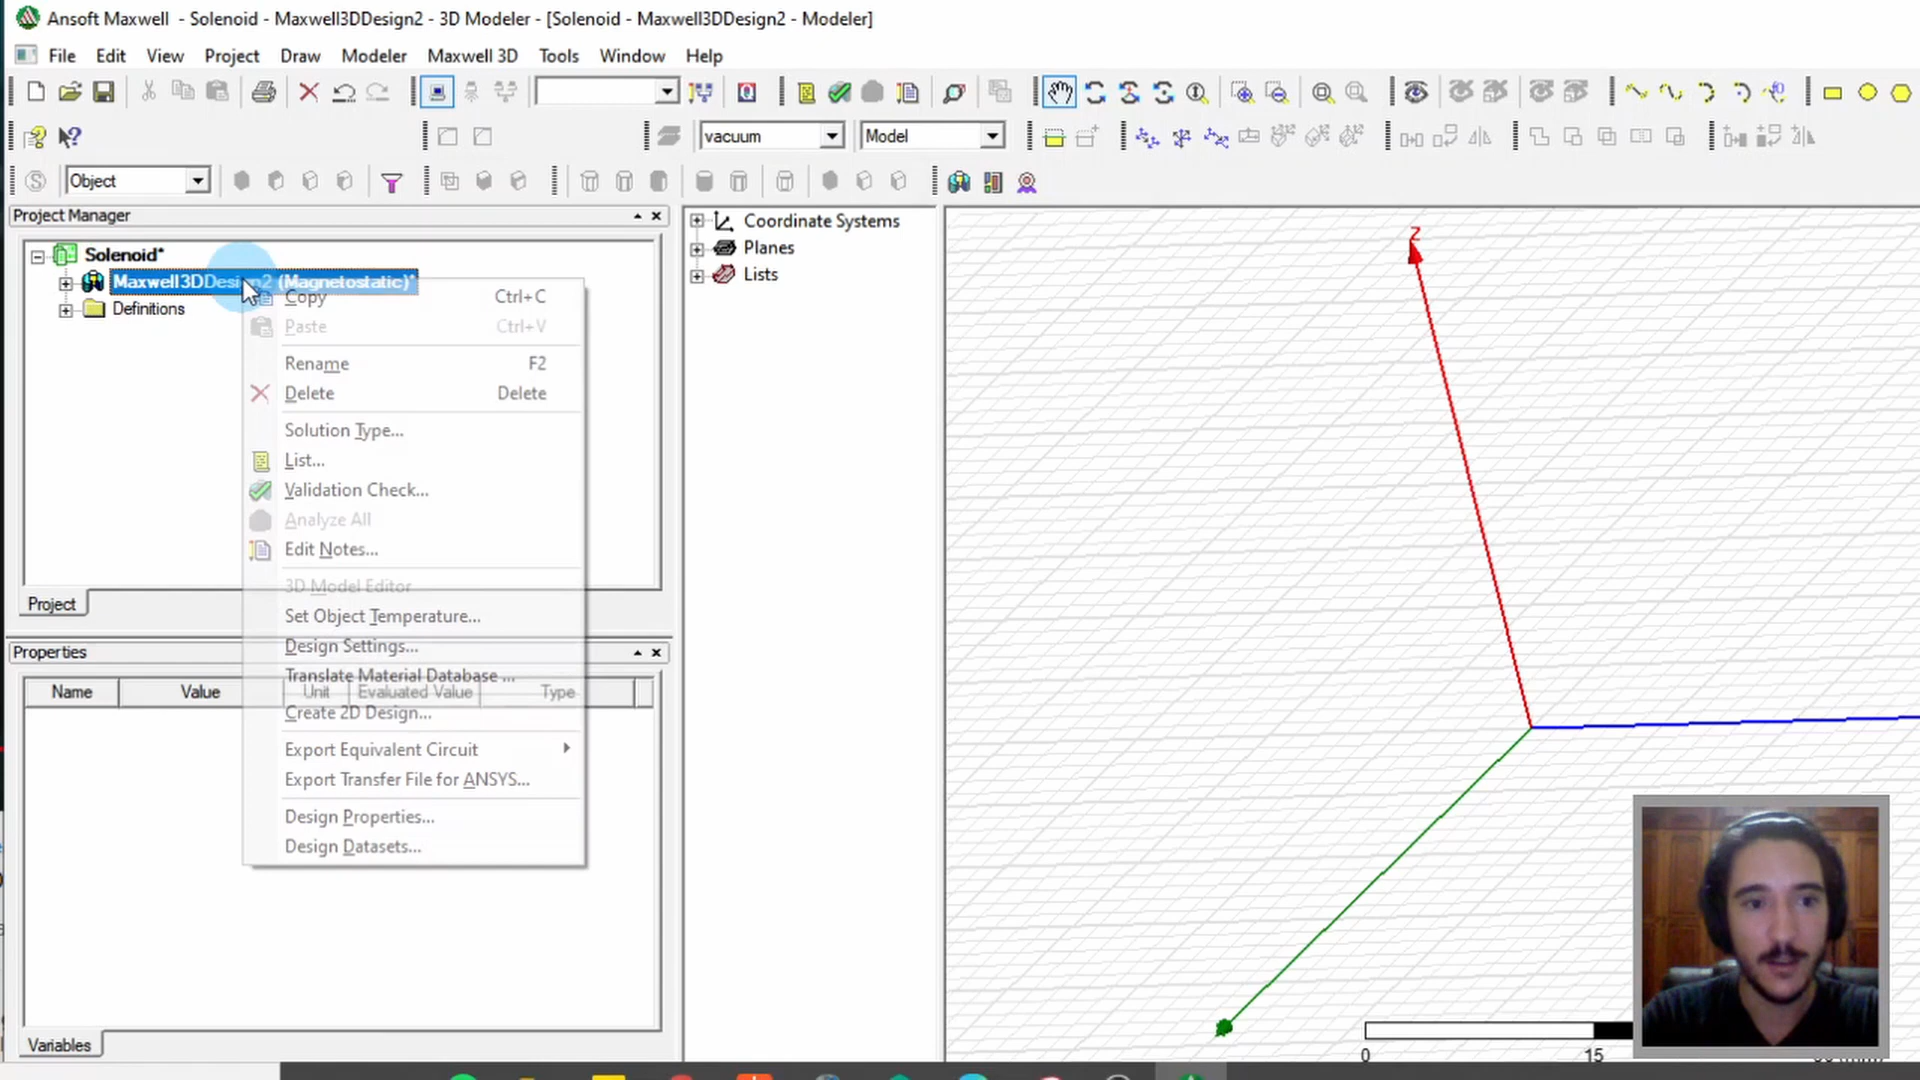 Ansoft Maxwell - Solenoid - Maxwell3DDesign2 - 3D Modeler - [Solenoid - Maxwell3DDesign2 - Modeler]
File Edit View Project Draw Modeler Maxwell 3D Tools Window Help
vacuum Model
Object
Project Manager
Solenoid*
Maxwell3DDesign2 (Magnetostatic)*
Definitions
Copy Ctrl+C
Paste Ctrl+V
Rename F2
Delete Delete
Solution Type...
List...
Validation Check...
Analyze All
Edit Notes...
3D Model Editor
Set Object Temperature...
Design Settings...
Translate Material Database ...
Create 2D Design...
Export Equivalent Circuit
Export Transfer File for ANSYS...
Design Properties...
Design Datasets...
Project
Properties
Name Value Unit Evaluated Value Type
Variables
Coordinate Systems
Planes
Lists
Z
0 15